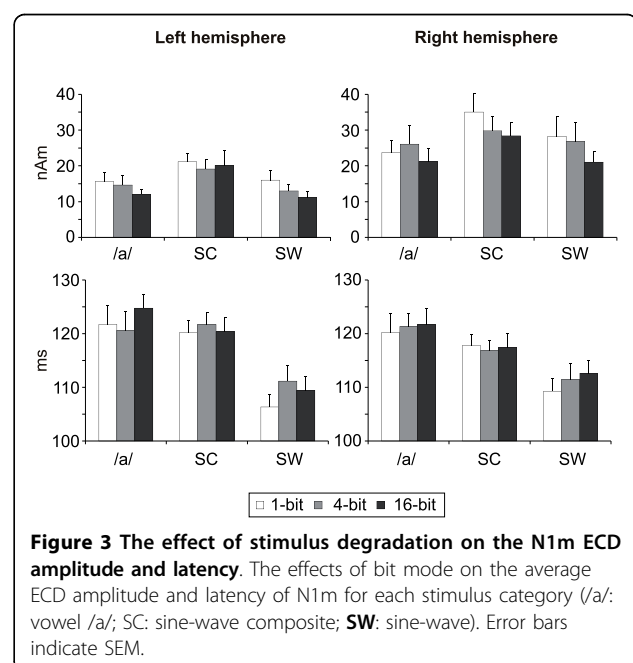 Left hemisphere
Right hemisphere
40
30
20
10
0
nAm
/a/
SC
SW
40
30
20
10
0
/a/
SC
SW
130
120
110
100
ms
/a/
SC
SW
130
120
110
100
/a/
SC
SW
1-bit 4-bit 16-bit
Figure 3 The effect of stimulus degradation on the N1m ECD
amplitude and latency. The effects of bit mode on the average
ECD amplitude and latency of N1m for each stimulus category (/a/:
vowel /a/; SC: sine-wave composite; SW: sine-wave). Error bars
indicate SEM.